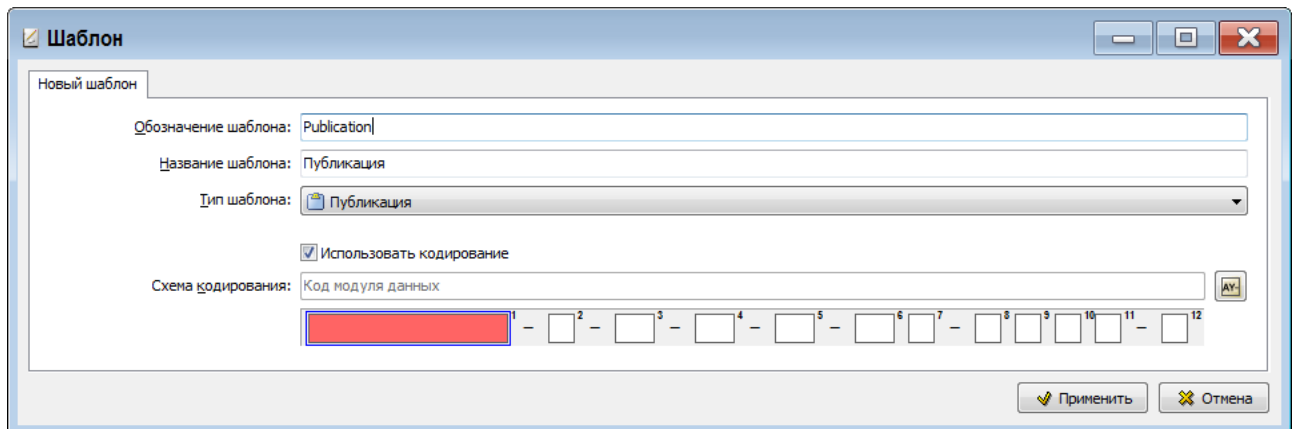 Шаблон
Новый шаблон
Обозначение шаблона: Publication
Название шаблона: Публикация
Тип шаблона: Публикация
Использовать кодирование
Схема кодирования: Код модуля данных AY-
1 – 2 – 3 – 4 – 5 – 6 7 – 8 9 10 11 – 12
Применить Отмена